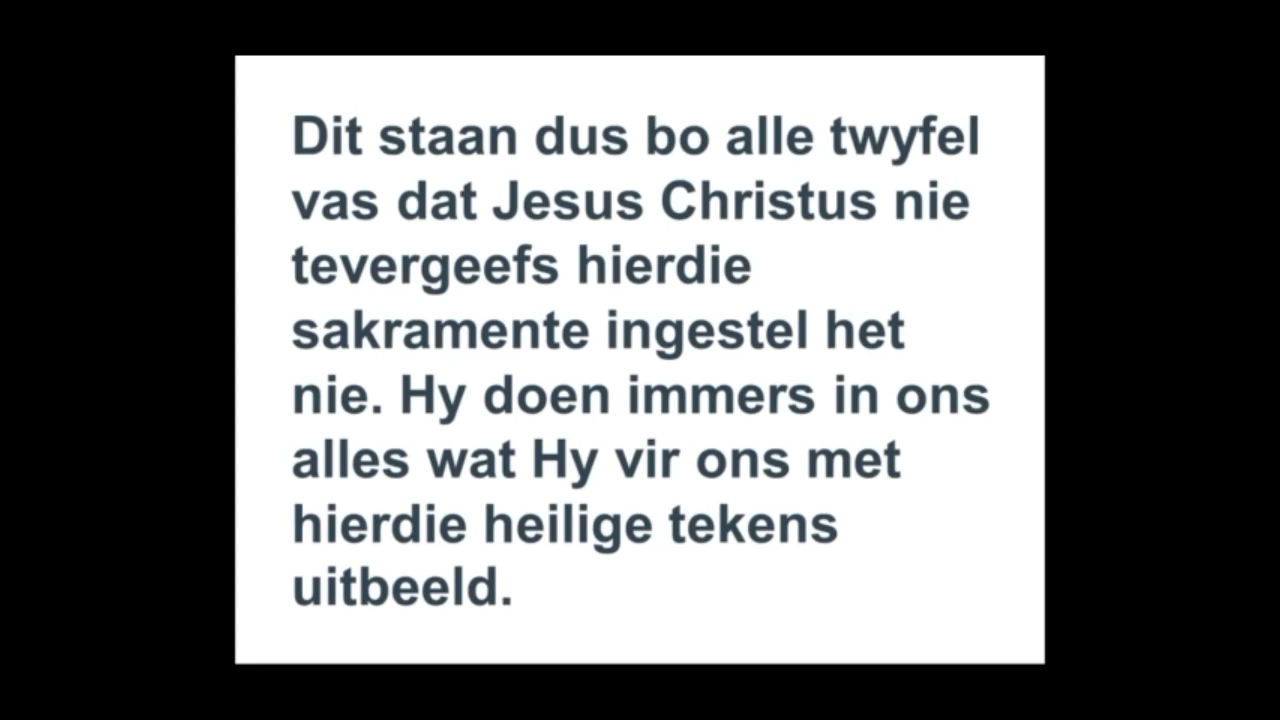 Dit staan dus bo alle twyfel
vas dat Jesus Christus nie
tevergeefs hierdie
sakramente ingestel het
nie. Hy doen immers in ons
alles wat Hy vir ons met
hierdie heilige tekens
uitbeeld.